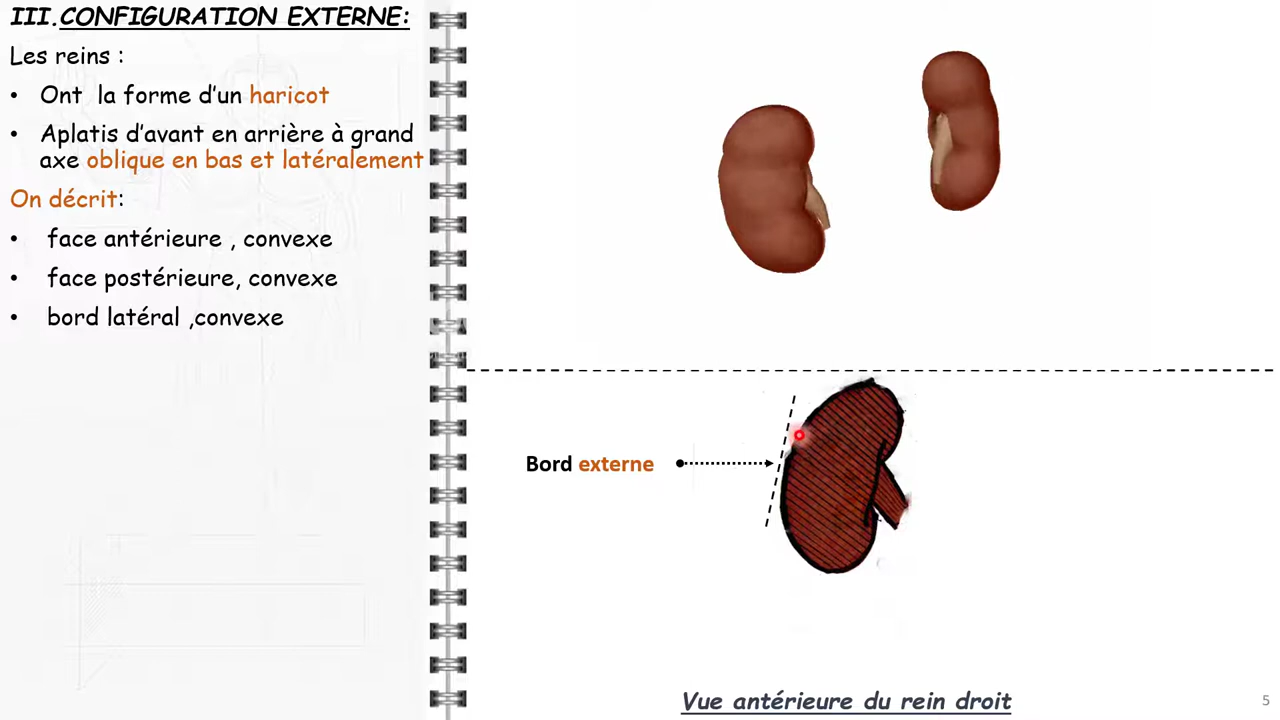 III.CONFIGURATION EXTERNE:
Les reins :
• Ont la forme d’un haricot
• Aplatis d’avant en arrière à grand
axe oblique en bas et latéralement
On décrit:
• face antérieure , convexe
• face postérieure, convexe
• bord latéral ,convexe
Bord externe
Vue antérieure du rein droit
5